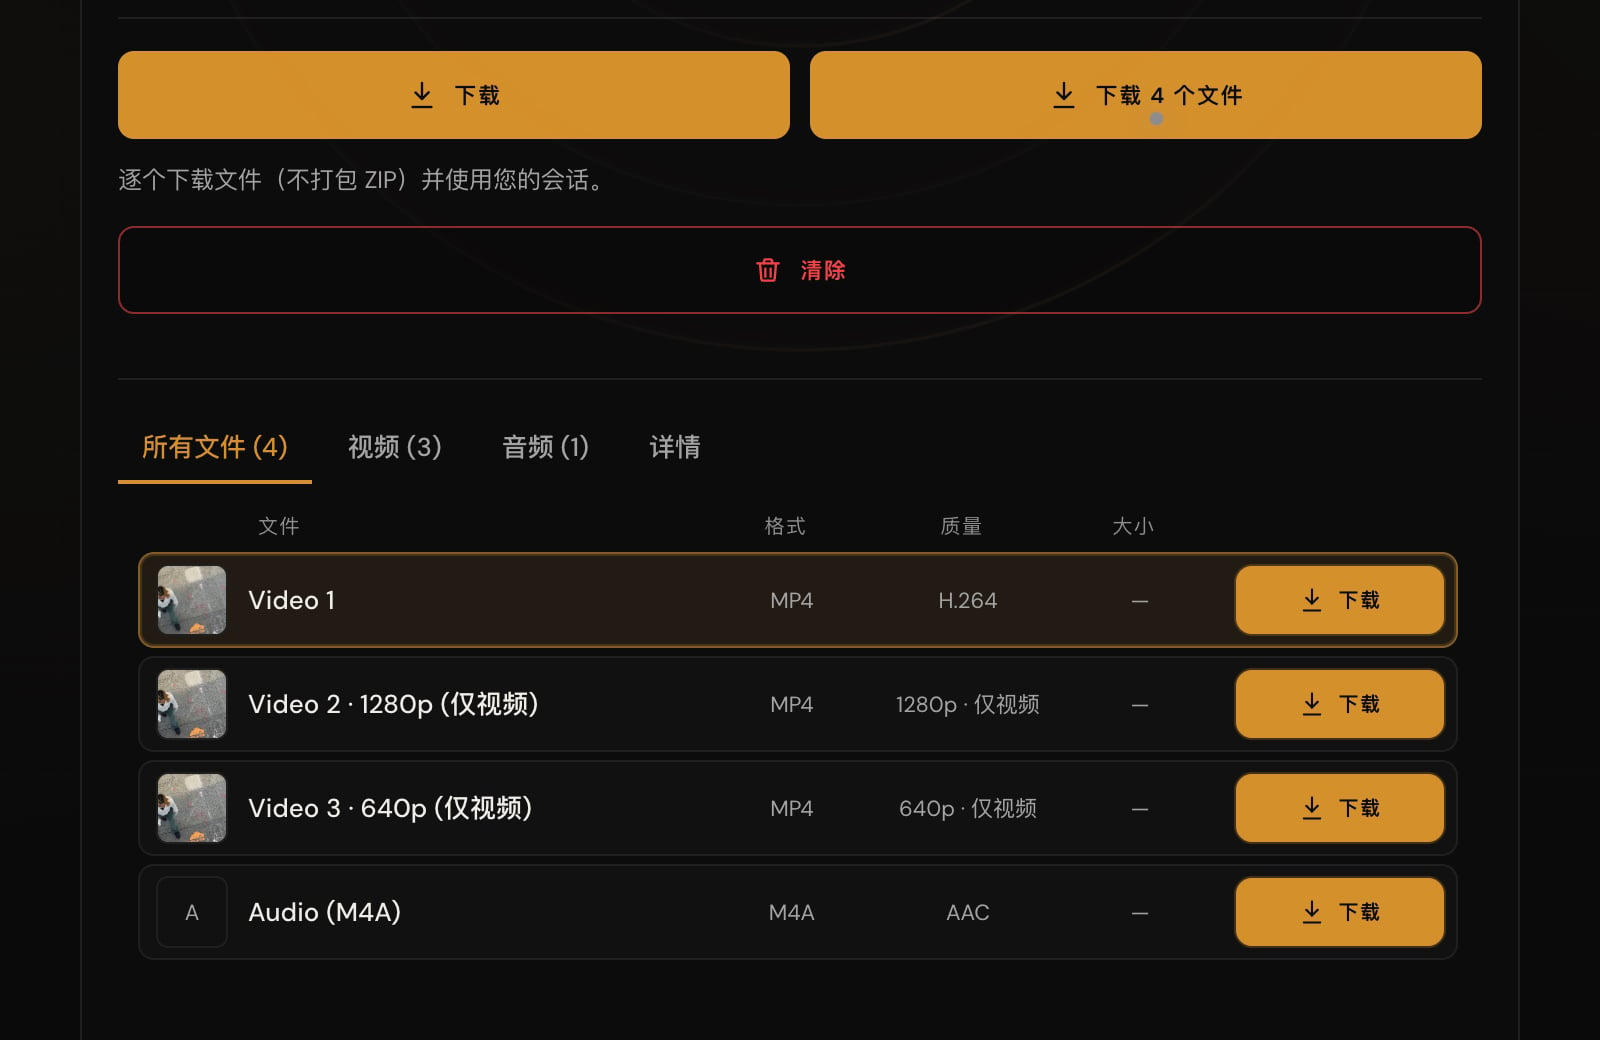 下载
下载 4 个文件
逐个下载文件（不打包 ZIP）并使用您的会话。
清除
所有文件 (4) 视频 (3) 音频 (1) 详情
文件 格式 质量 大小
Video 1 MP4 H.264 — 下载
Video 2 · 1280p (仅视频) MP4 1280p · 仅视频 — 下载
Video 3 · 640p (仅视频) MP4 640p · 仅视频 — 下载
A Audio (M4A) M4A AAC — 下载